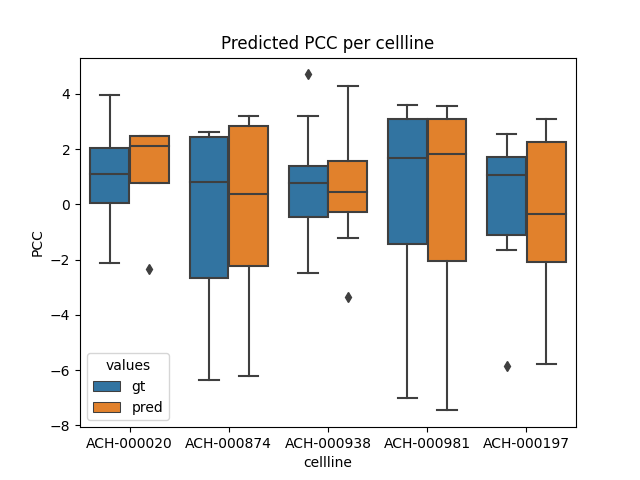 Predicted PCC per cellline
PCC
4
2
0
−2
−4
−6
−8
values
gt
pred
ACH-000020 ACH-000874 ACH-000938 ACH-000981 ACH-000197
cellline